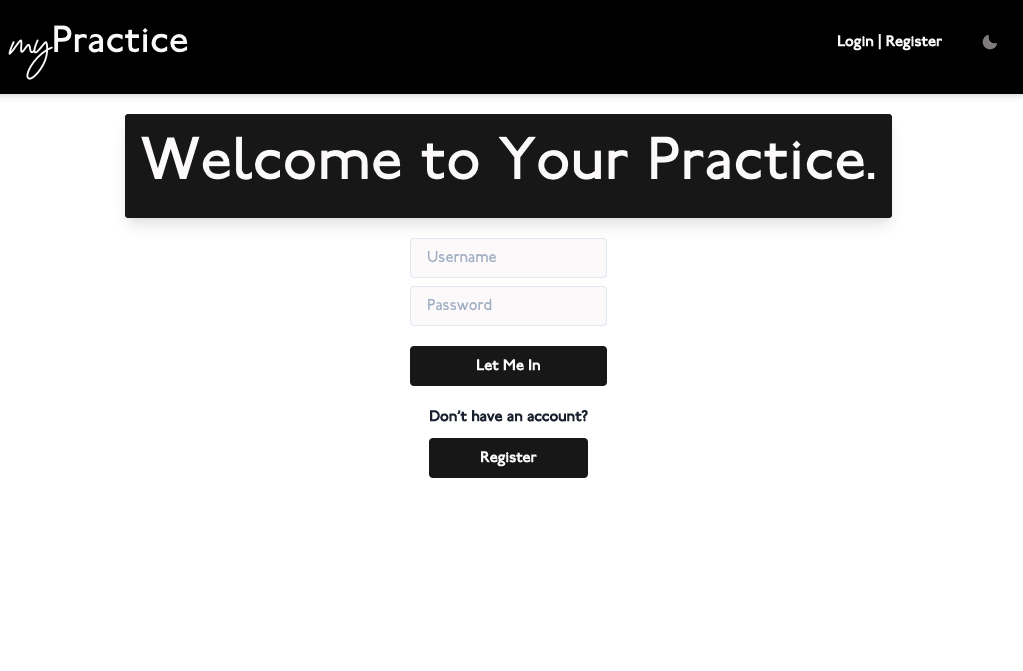 myPractice
Login | Register
Welcome to Your Practice.
Username
Password
Let Me In
Don't have an account?
Register